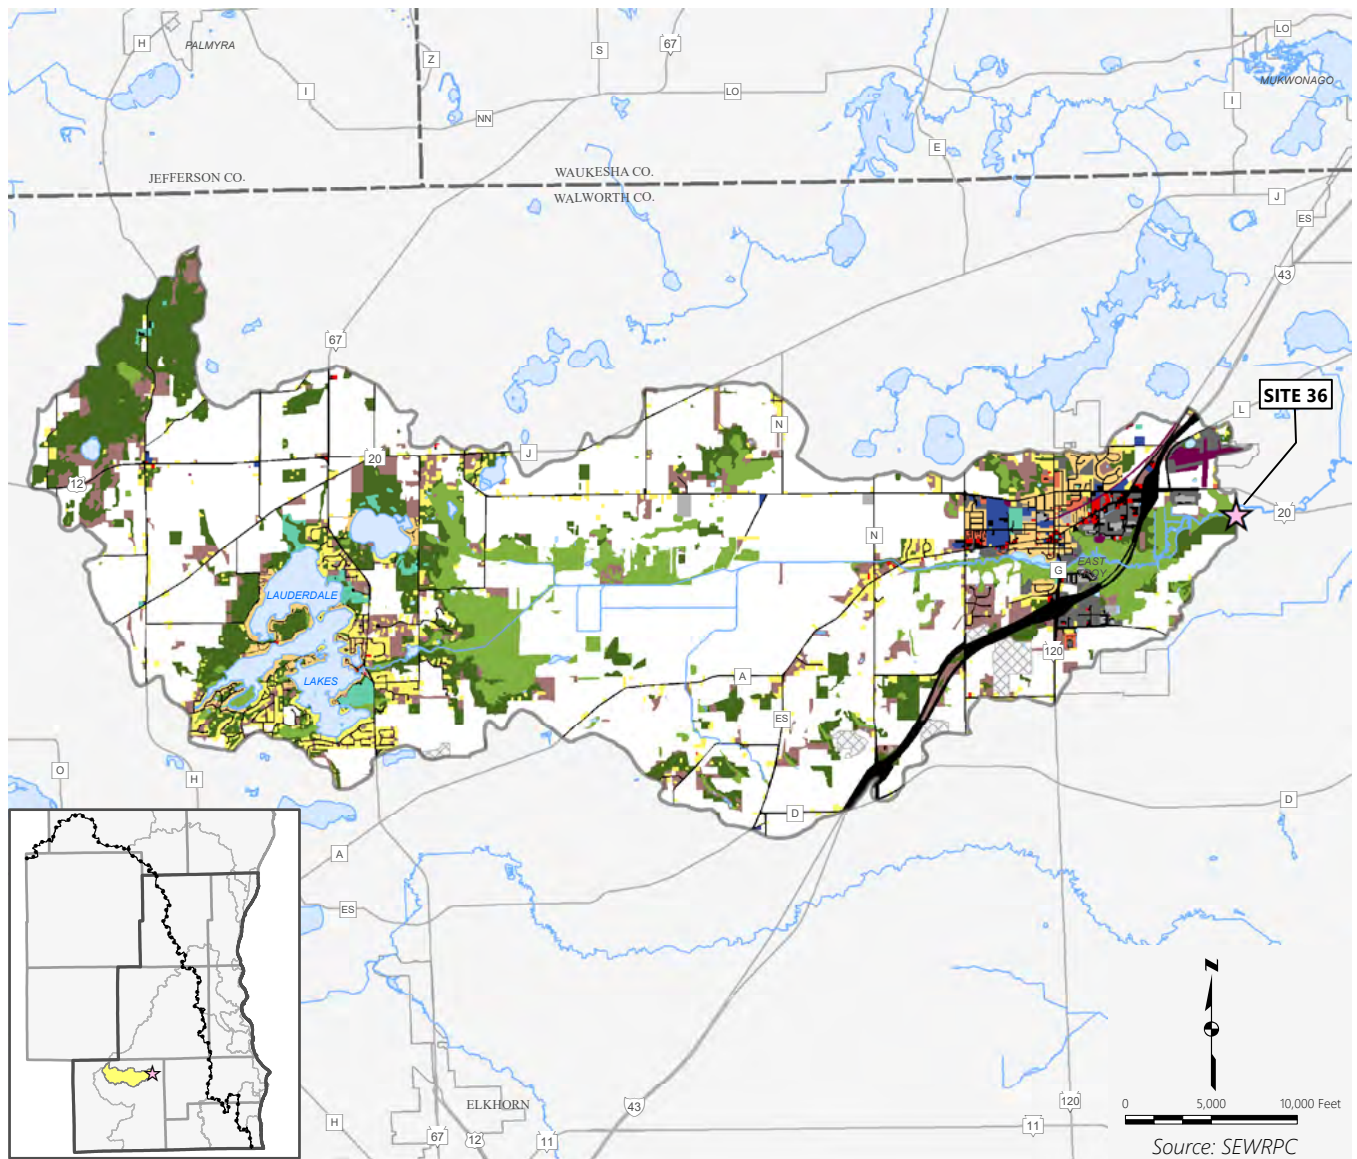 H
PALMYRA
Z
S
67
LO
MUKWONAGO
I
LO
I
NN
E
JEFFERSON CO.
WAUKESHA CO.
WALWORTH CO.
J
ES
43
67
SITE 36
L
N
J
20
12
20
N
EAST
TROY
G
LAUDERDALE
LAKES
120
A
ES
O
H
D
D
A
ES
N
0
5,000
10,000 Feet
Source: SEWRPC
ELKHORN
43
120
H
67
12
11
11